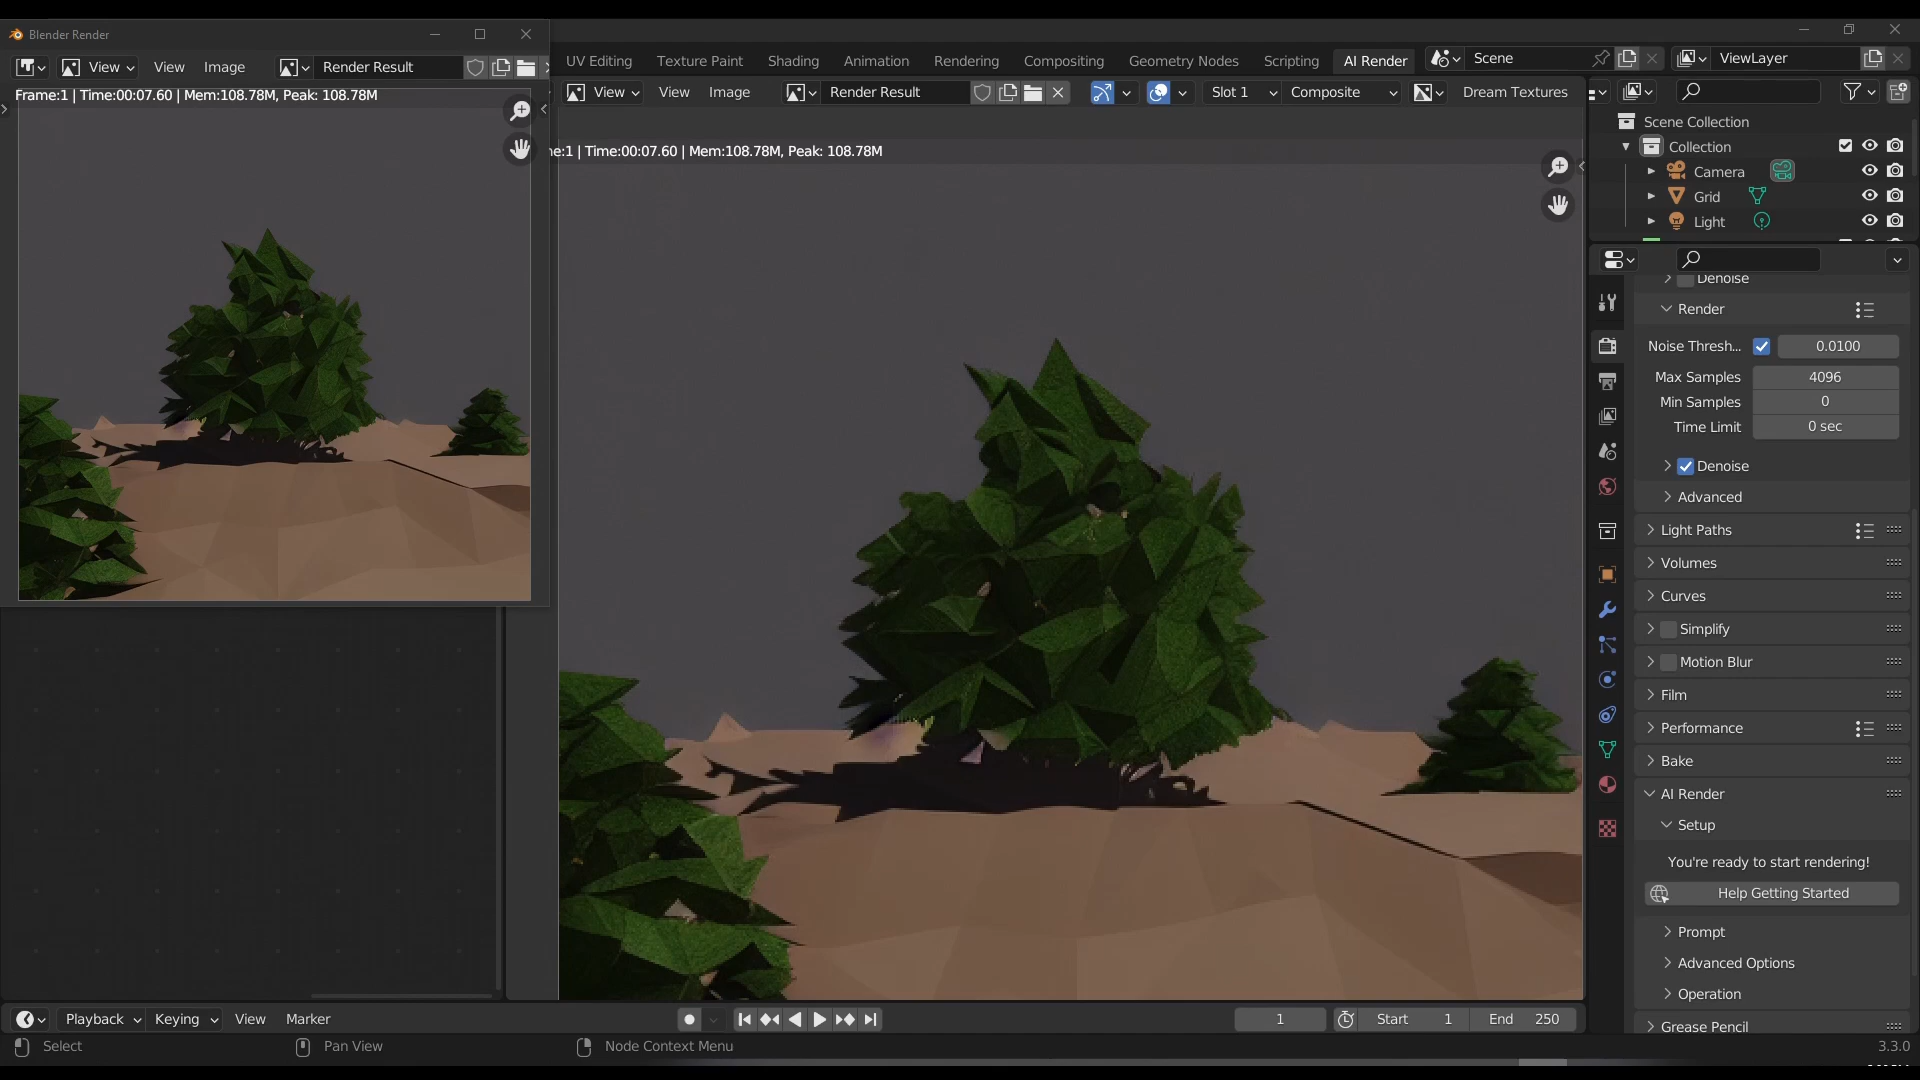 Blender Render
View View Image Render Result
Frame:1 | Time:00:07.60 | Mem:108.78M, Peak: 108.78M
UV Editing Texture Paint Shading Animation Rendering Compositing Geometry Nodes Scripting AI Render Scene ViewLayer
View View Image Render Result Slot 1 Composite Dream Textures
ne:1 | Time:00:07.60 | Mem:108.78M, Peak: 108.78M
Scene Collection
Collection
Camera
Grid
Light
Denoise
Render
Noise Thresh... 0.0100
Max Samples 4096
Min Samples 0
Time Limit 0 sec
Denoise
Advanced
Light Paths
Volumes
Curves
Simplify
Motion Blur
Film
Performance
Bake
AI Render
Setup
You're ready to start rendering!
Help Getting Started
Prompt
Advanced Options
Operation
Grease Pencil
Playback Keying View Marker 1 Start 1 End 250
Select Pan View Node Context Menu 3.3.0